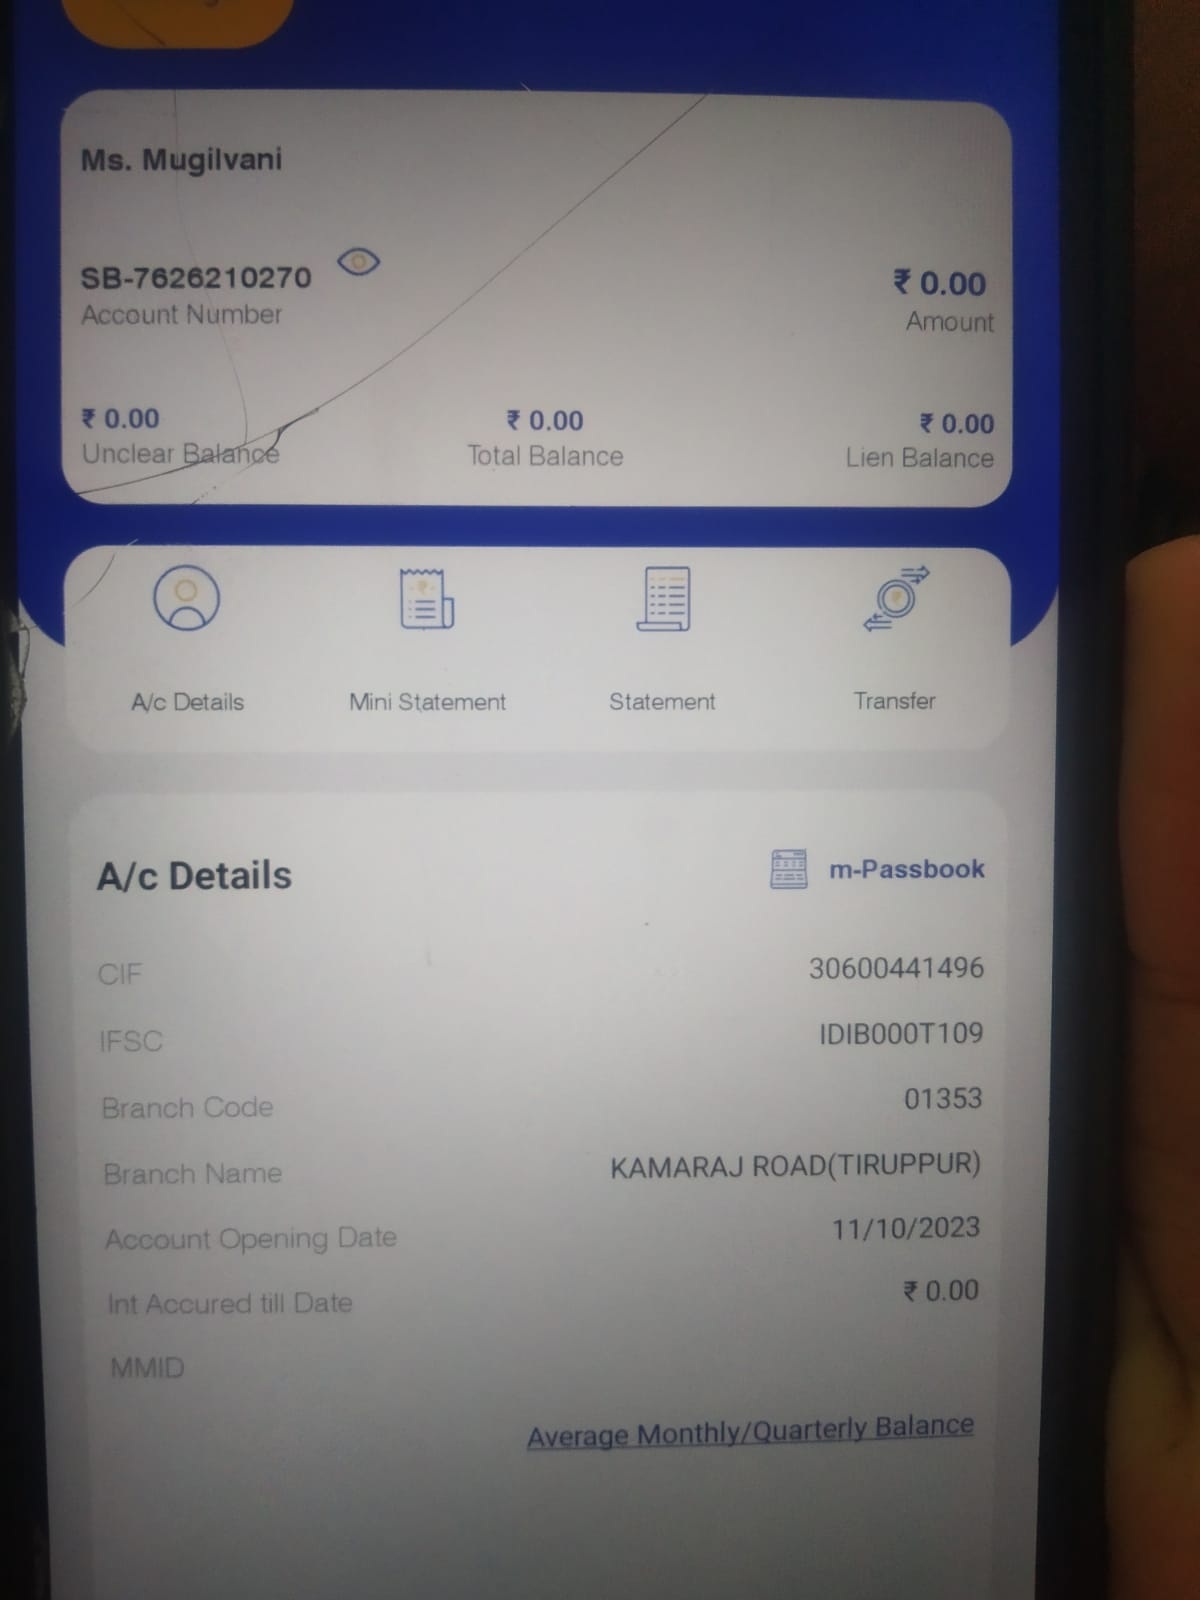 Ms. Mugilvani
SB-7626210270
Account Number
₹ 0.00
Amount
₹ 0.00
Unclear Balance
₹ 0.00
Total Balance
₹ 0.00
Lien Balance
A/c Details
Mini Statement
Statement
Transfer
A/c Details
m-Passbook
CIF 30600441496
IFSC IDIB000T109
Branch Code 01353
Branch Name KAMARAJ ROAD(TIRUPPUR)
Account Opening Date 11/10/2023
Int Accured till Date ₹ 0.00
MMID
Average Monthly/Quarterly Balance